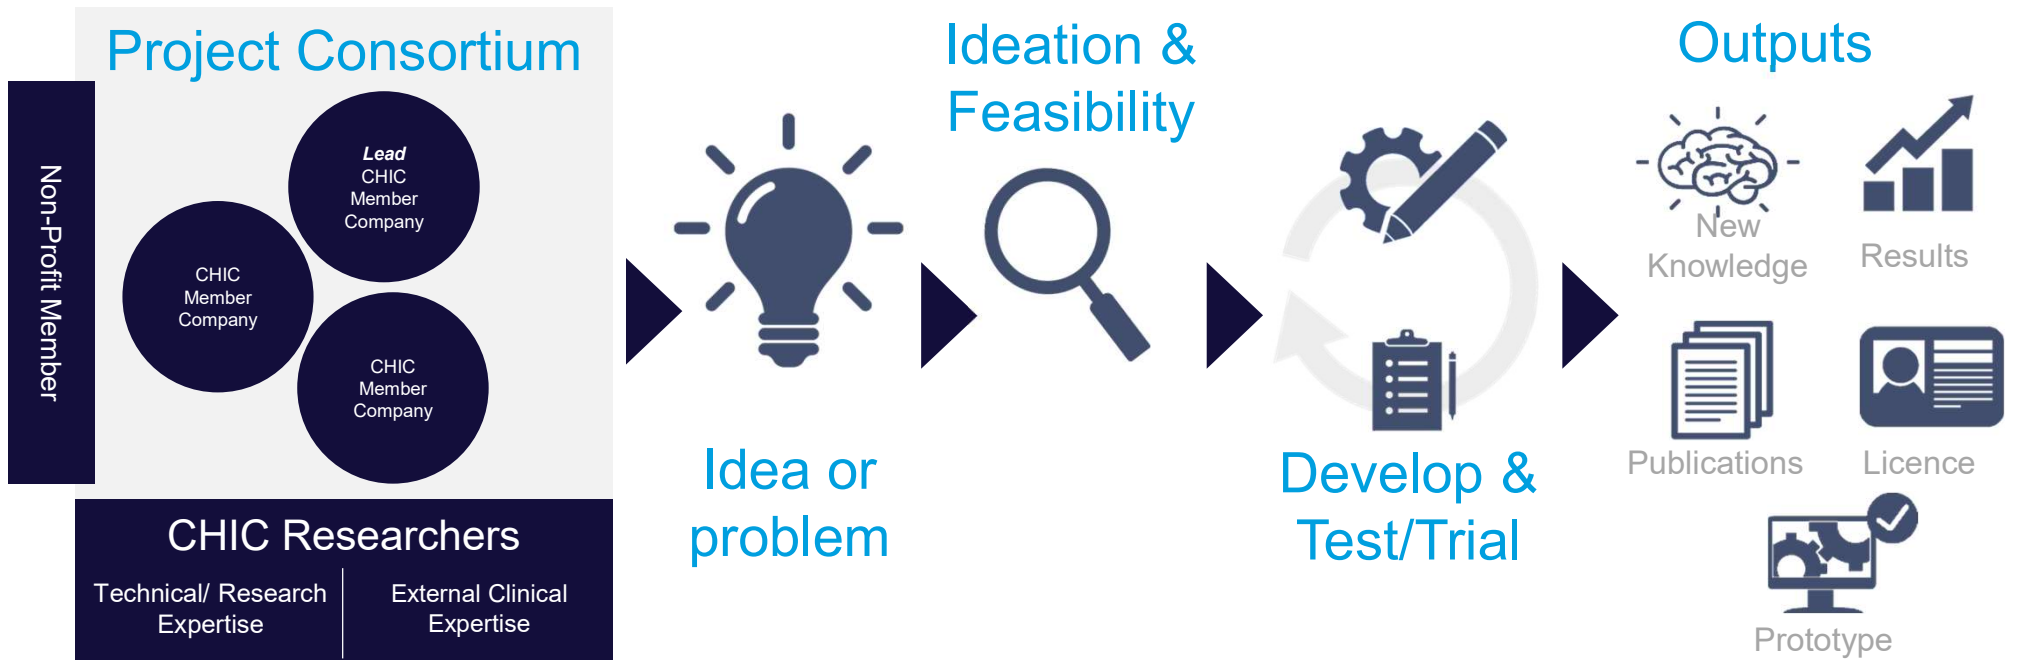 Project Consortium
Non-Profit Member
Lead
CHIC
Member
Company
CHIC
Member
Company
CHIC
Member
Company
CHIC Researchers
Technical/ Research
Expertise
External Clinical
Expertise
Idea or
problem
Ideation &
Feasibility
Develop &
Test/Trial
Outputs
New
Knowledge
Results
Publications
Licence
Prototype